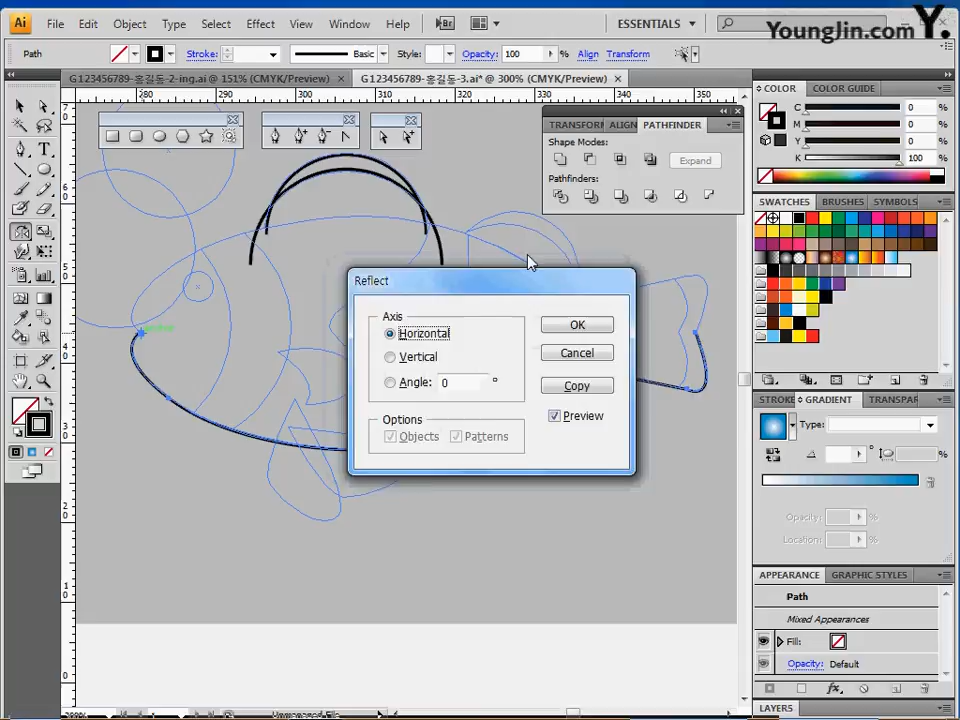 Ai
File
Edit
Object
Type
Select
Effect
View
Window
Help
Br
ESSENTIALS
Younglin.com
Y.
Path
Stroke:
Basic
Style:
Opacity: 100
%
Align
Transform
G123456789-홍길동-2-ing.ai @ 151% (CMYK/Preview)
G123456789-홍길동-3.ai* @ 300% (CMYK/Preview)
280
290
300
310
320
330
340
350
TRANSFORM
ALIGN
PATHFINDER
Shape Modes:
Expand
Pathfinders:
COLOR
COLOR GUIDE
C
0
%
M
0
%
Y
0
%
K
100
%
SWATCHES
BRUSHES
SYMBOLS
Reflect
Axis
Horizontal
Vertical
Angle: 0
°
Options
Objects
Patterns
OK
Cancel
Copy
Preview
STROKE
GRADIENT
TRANSPAR
Type:
°
%
Opacity:
%
Location:
%
APPEARANCE
GRAPHIC STYLES
Path
Mixed Appearances
Fill:
Opacity: Default
fx
LAYERS